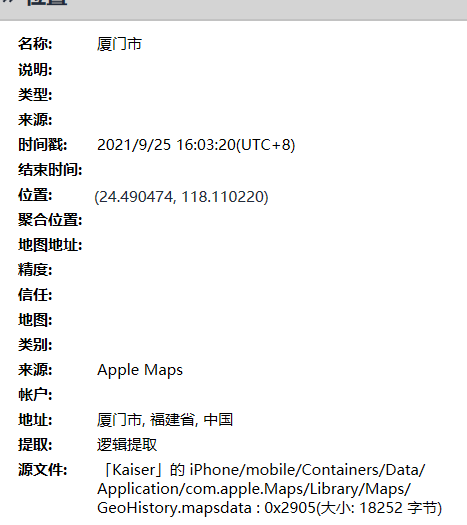 位置
名称: 厦门市
说明:
类型:
来源:
时间戳: 2021/9/25 16:03:20(UTC+8)
结束时间:
位置: (24.490474, 118.110220)
聚合位置:
地图地址:
精度:
信任:
地图:
类别:
来源: Apple Maps
帐户:
地址: 厦门市, 福建省, 中国
提取: 逻辑提取
源文件: 「Kaiser」的 iPhone/mobile/Containers/Data/
Application/com.apple.Maps/Library/Maps/
GeoHistory.mapsdata : 0x2905(大小: 18252 字节)